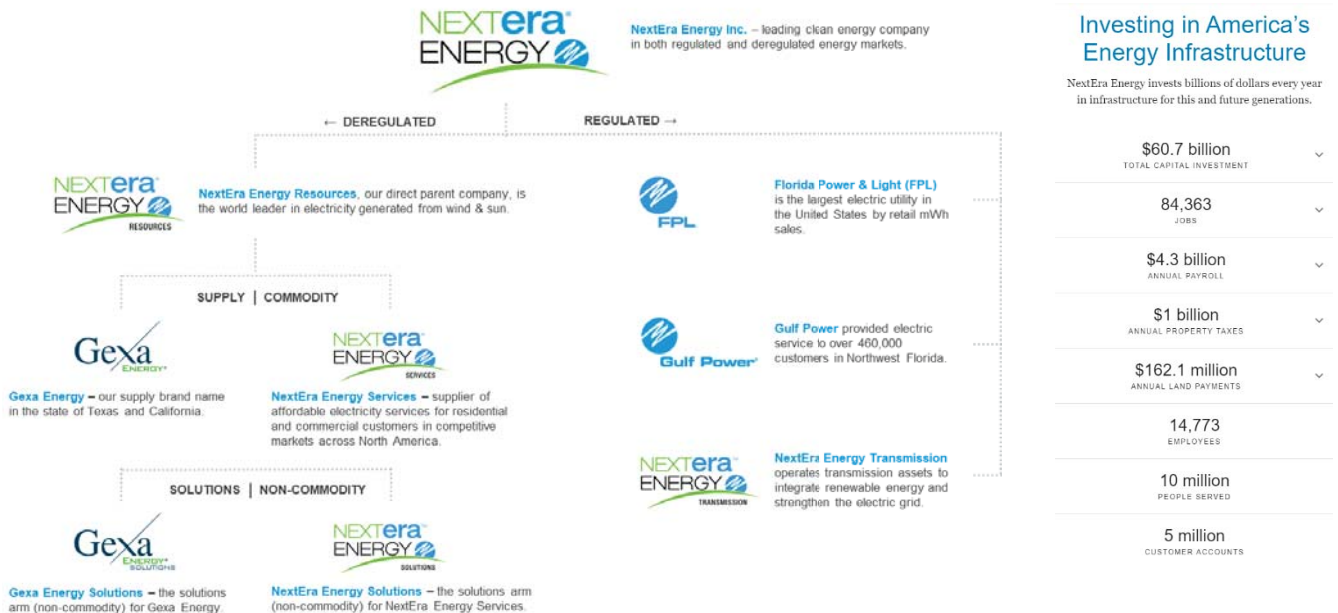 NEXTera®
ENERGY
NextEra Energy Inc. – leading clean energy company
in both regulated and deregulated energy markets.
← DEREGULATED
REGULATED →
NEXTera®
ENERGY
RESOURCES
NextEra Energy Resources, our direct parent company, is
the world leader in electricity generated from wind & sun.
SUPPLY | COMMODITY
Gexa
ENERGY®
Gexa Energy – our supply brand name
in the state of Texas and California.
NEXTera™
ENERGY
SERVICES
NextEra Energy Services – supplier of
affordable electricity services for residential
and commercial customers in competitive
markets across North America.
SOLUTIONS | NON-COMMODITY
Gexa
ENERGY®
SOLUTIONS
Gexa Energy Solutions – the solutions
arm (non-commodity) for Gexa Energy.
NEXTera™
ENERGY
SOLUTIONS
NextEra Energy Solutions – the solutions arm
(non-commodity) for NextEra Energy Services.
FPL
Florida Power & Light (FPL)
is the largest electric utility in
the United States by retail mWh
sales.
Gulf Power®
Gulf Power provided electric
service to over 460,000
customers in Northwest Florida.
NEXTera™
ENERGY
TRANSMISSION
NextEra Energy Transmission
operates transmission assets to
integrate renewable energy and
strengthen the electric grid.
Investing in America's
Energy Infrastructure
NextEra Energy invests billions of dollars every year
in infrastructure for this and future generations.
$60.7 billion
TOTAL CAPITAL INVESTMENT
84,363
JOBS
$4.3 billion
ANNUAL PAYROLL
$1 billion
ANNUAL PROPERTY TAXES
$162.1 million
ANNUAL LAND PAYMENTS
14,773
EMPLOYEES
10 million
PEOPLE SERVED
5 million
CUSTOMER ACCOUNTS